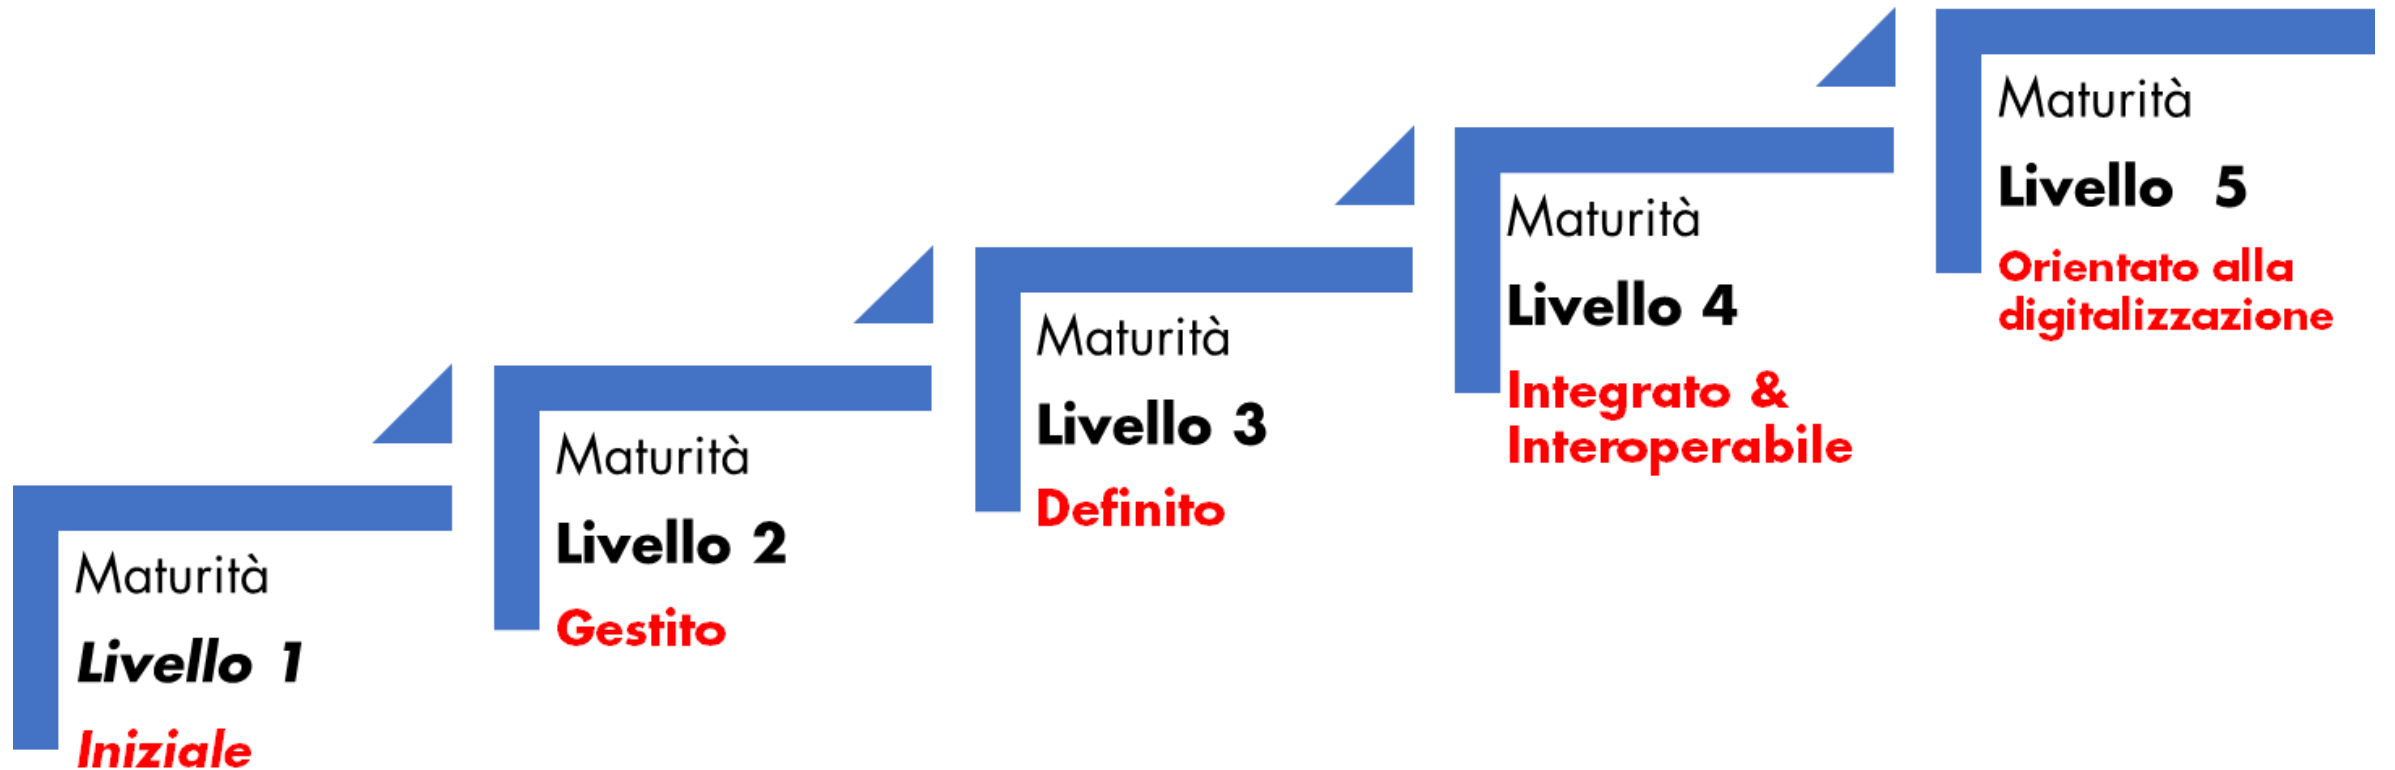 Maturità
Livello 1
Iniziale
Maturità
Livello 2
Gestito
Maturità
Livello 3
Definito
Maturità
Livello 4
Integrato &
Interoperabile
Maturità
Livello 5
Orientato alla
digitalizzazione